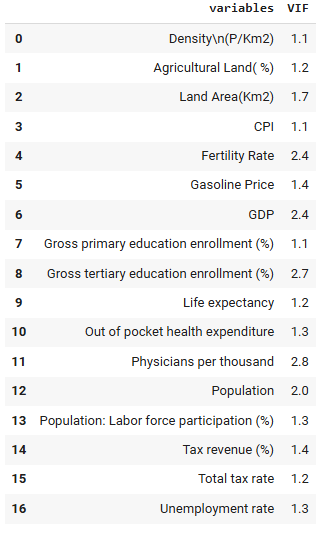 variables VIF
0 Density\n(P/Km2) 1.1
1 Agricultural Land( %) 1.2
2 Land Area(Km2) 1.7
3 CPI 1.1
4 Fertility Rate 2.4
5 Gasoline Price 1.4
6 GDP 2.4
7 Gross primary education enrollment (%) 1.1
8 Gross tertiary education enrollment (%) 2.7
9 Life expectancy 1.2
10 Out of pocket health expenditure 1.3
11 Physicians per thousand 2.8
12 Population 2.0
13 Population: Labor force participation (%) 1.3
14 Tax revenue (%) 1.4
15 Total tax rate 1.2
16 Unemployment rate 1.3